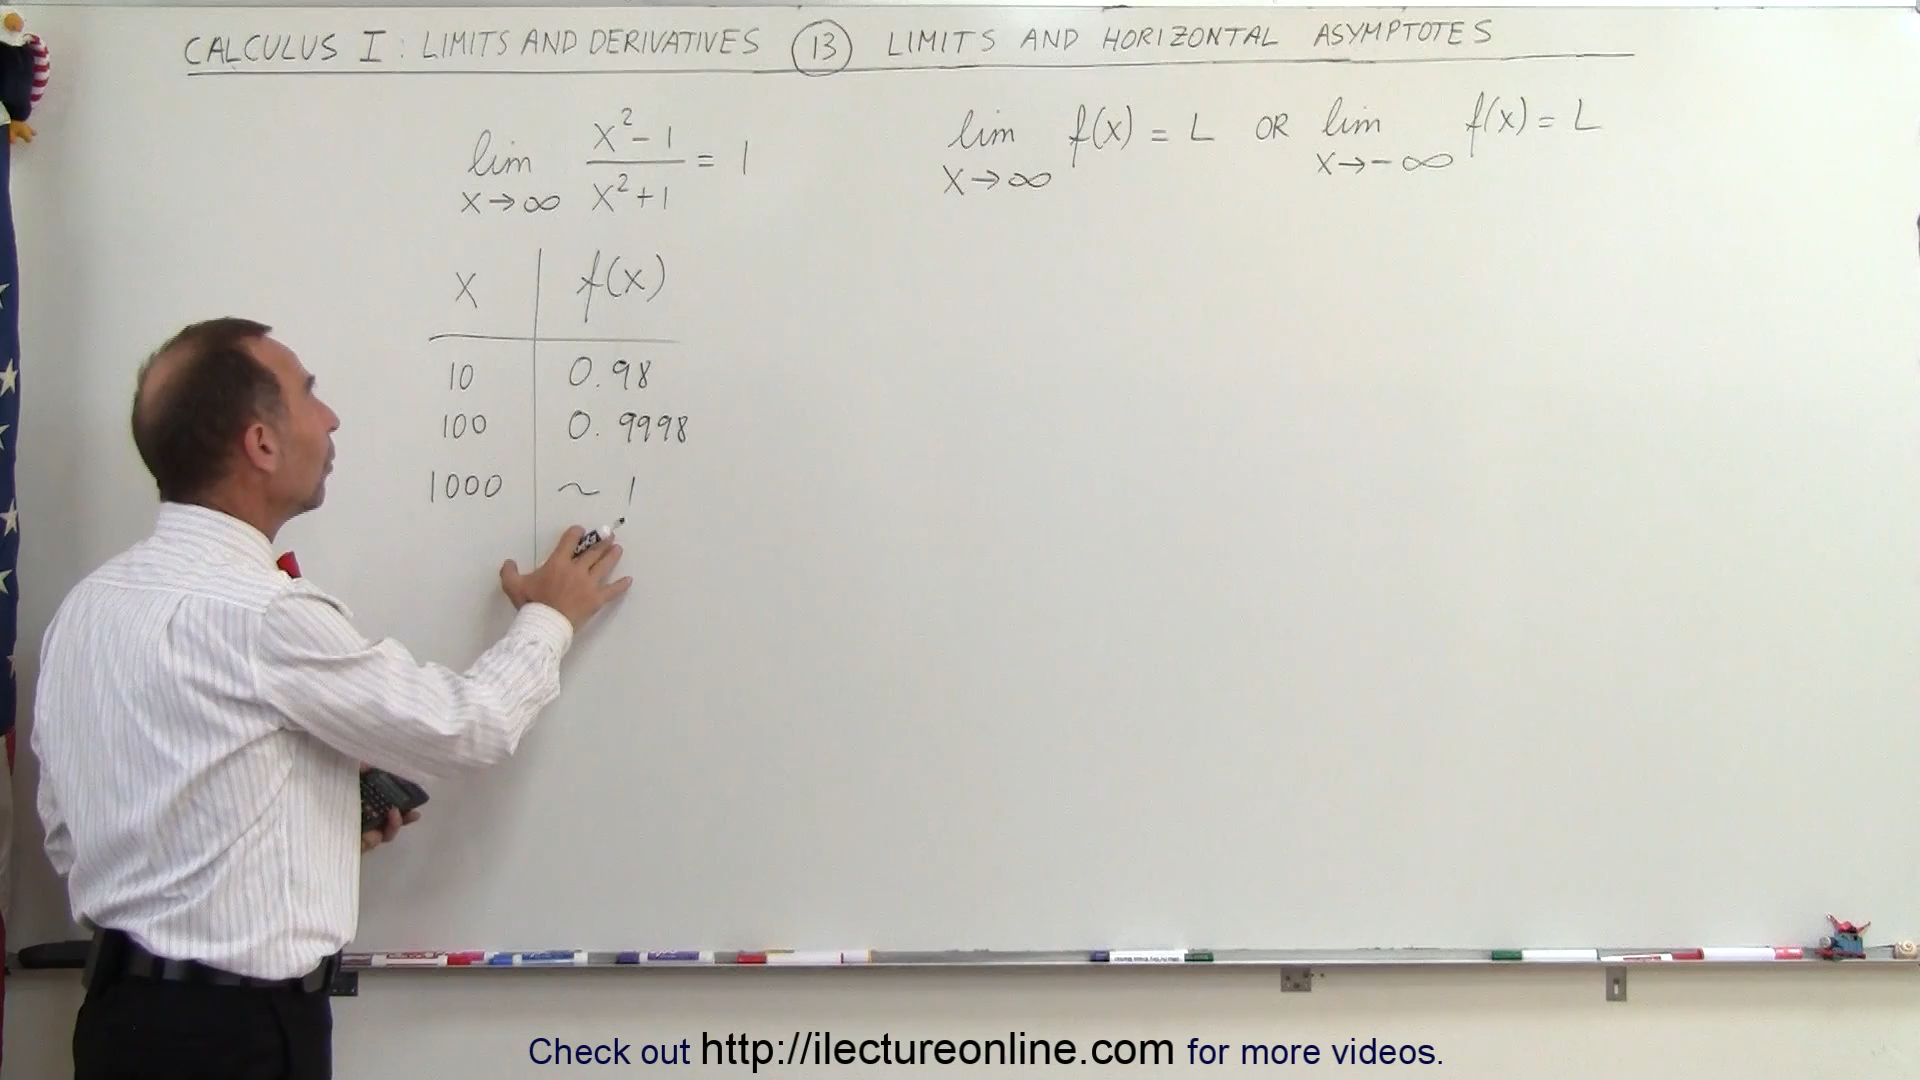 CALCULUS I: LIMITS AND DERIVATIVES 13 LIMITS AND HORIZONTAL ASYMPTOTES
lim x→∞ x²-1 / x²+1 = 1
lim x→∞ f(x) = L OR lim x→-∞ f(x) = L
x f(x)
10 0.98
100 0.9998
1000 ~ 1
Check out http://ilectureonline.com for more videos.